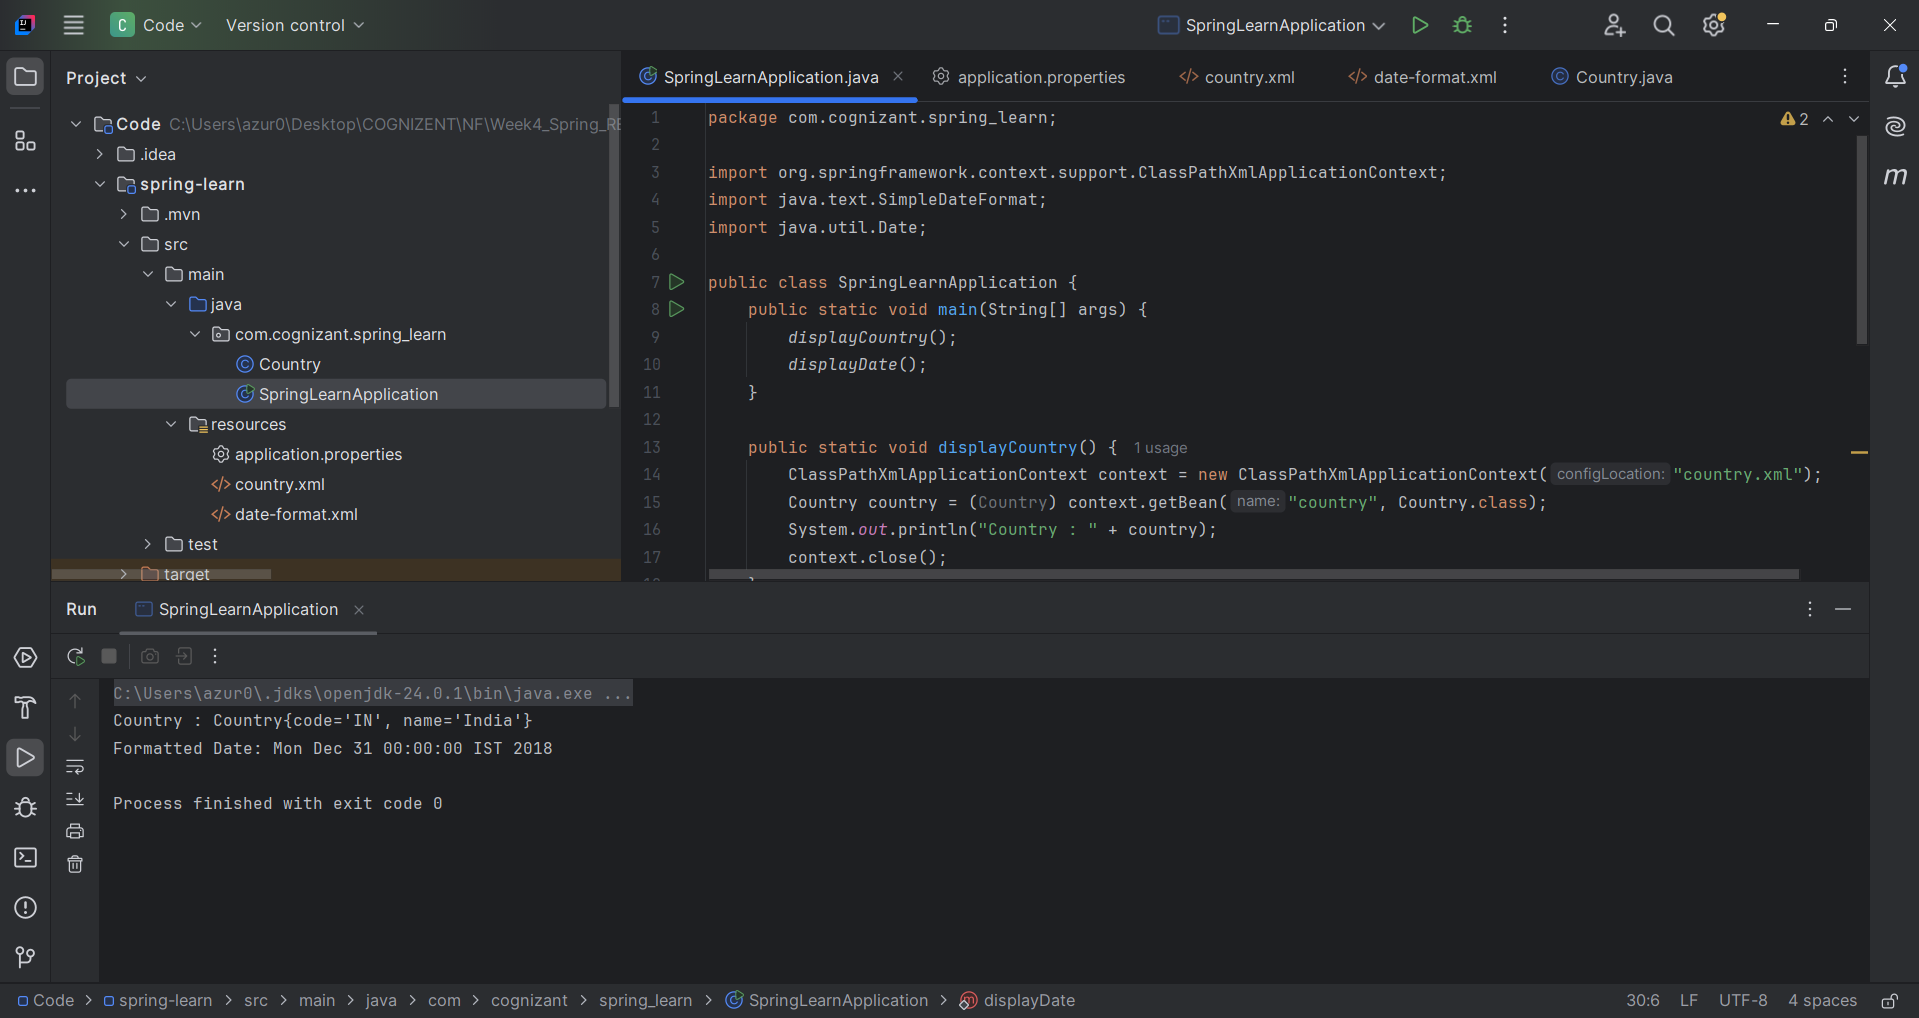 Code
Version control
SpringLearnApplication
Project
SpringLearnApplication.java
application.properties
country.xml
date-format.xml
Country.java
Code C:\Users\azur0\Desktop\COGNIZENT\NF\Week4_Spring_RE
.idea
spring-learn
.mvn
src
main
java
com.cognizant.spring_learn
Country
SpringLearnApplication
resources
application.properties
country.xml
date-format.xml
test
target
1 package com.cognizant.spring_learn;
2
3 import org.springframework.context.support.ClassPathXmlApplicationContext;
4 import java.text.SimpleDateFormat;
5 import java.util.Date;
6
7 public class SpringLearnApplication {
8 public static void main(String[] args) {
9 displayCountry();
10 displayDate();
11 }
12
13 public static void displayCountry() { 1 usage
14 ClassPathXmlApplicationContext context = new ClassPathXmlApplicationContext( configLocation: "country.xml");
15 Country country = (Country) context.getBean( name: "country", Country.class);
16 System.out.println("Country : " + country);
17 context.close();
2
m
Run
SpringLearnApplication
C:\Users\azur0\.jdks\openjdk-24.0.1\bin\java.exe ...
Country : Country{code='IN', name='India'}
Formatted Date: Mon Dec 31 00:00:00 IST 2018
Process finished with exit code 0
Code > spring-learn > src > main > java > com > cognizant > spring_learn > SpringLearnApplication > displayDate
30:6 LF UTF-8 4 spaces